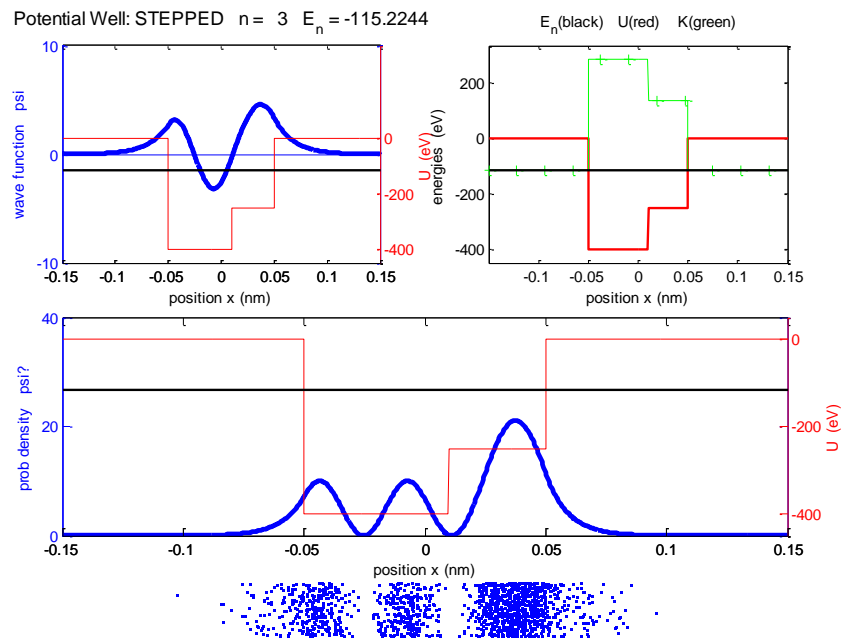 Potential Well: STEPPED n = 3 E_n = -115.2244
E_n(black) U(red) K(green)
10
0
-10
wave function psi
0
-200
-400
U (eV)
-0.15 -0.1 -0.05 0 0.05 0.1 0.15
position x (nm)
200
0
-200
-400
energies (eV)
-0.1 -0.05 0 0.05 0.1 0.15
position x (nm)
40
20
0
prob density psi?
0
-200
-400
U (eV)
-0.15 -0.1 -0.05 0 0.05 0.1 0.15
position x (nm)